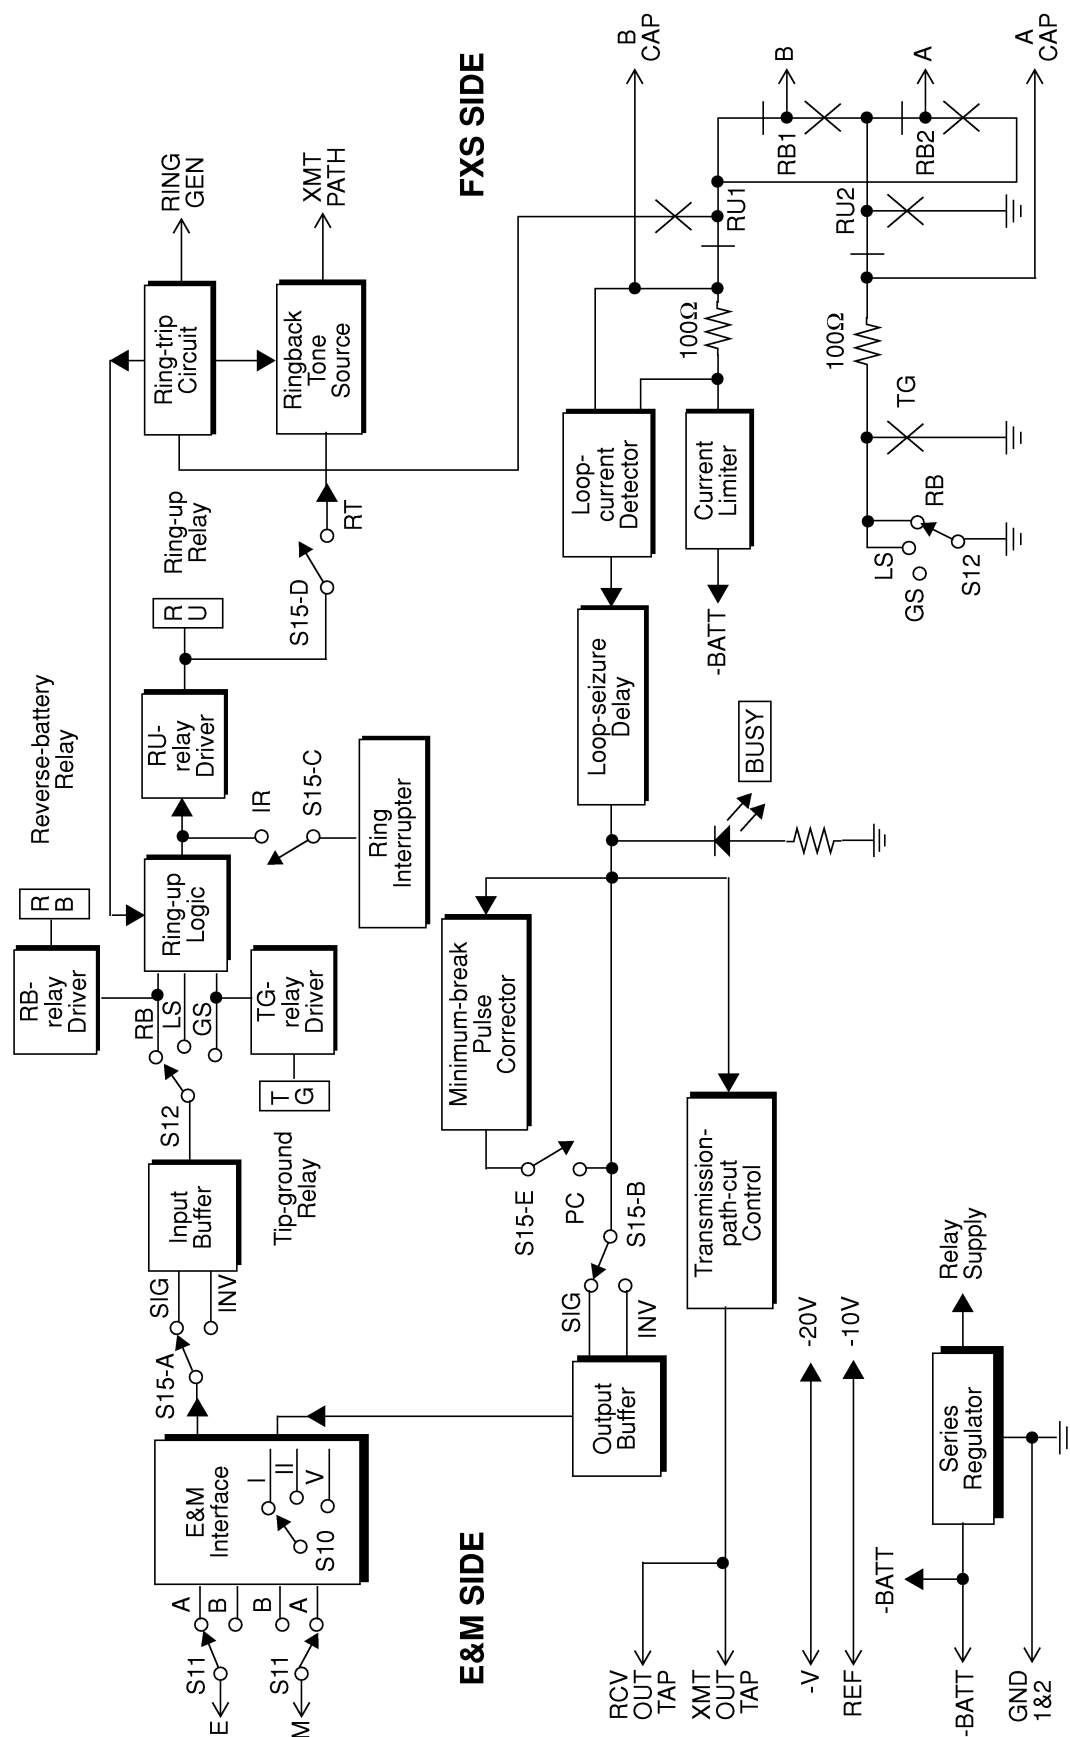 RB-
relay
Driver
R
B
Reverse-battery
Relay
E
M
S11
S11
A
B
B
A
E&M
Interface
I
II
V
S10
S15-A
SIG
INV
Input
Buffer
S12
RB
LS
GS
T
G
Tip-ground
Relay
TG-
relay
Driver
Ring-up
Logic
IR
S15-C
Ring
Interrupter
RU-
relay
Driver
R
U
Ring-up
Relay
S15-D
RT
Ring-trip
Circuit
Ringback
Tone
Source
RING
GEN
XMT
PATH
E&M SIDE
FXS SIDE
Output
Buffer
SIG
INV
S15-B
S15-E
PC
Minimum-break
Pulse
Corrector
Transmission-
path-cut
Control
BUSY
Loop-seizure
Delay
Loop-
current
Detector
Current
Limiter
-BATT
100Ω
RU1
B
CAP
RB1
B
RB2
A
A
CAP
RU2
100Ω
TG
RB
LS
GS
S12
RCV
OUT
TAP
XMT
OUT
TAP
-V
-20V
REF
-10V
-BATT
-BATT
Series
Regulator
Relay
Supply
GND
1&2